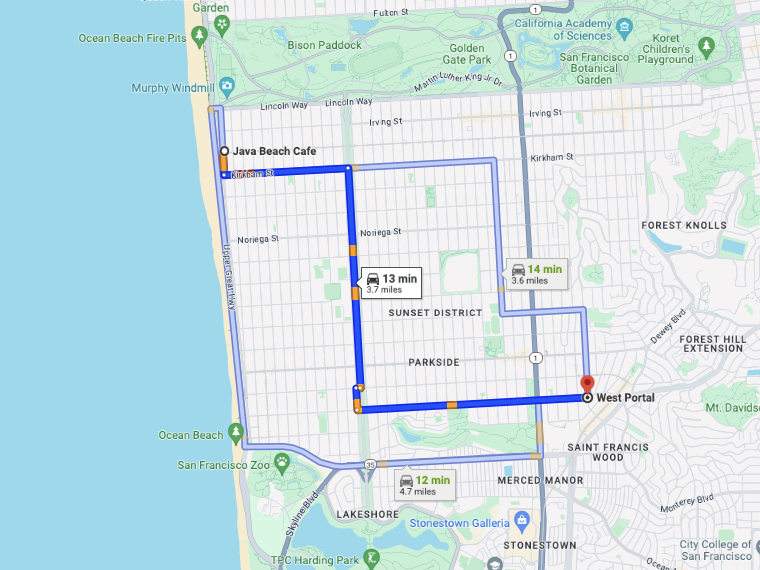 Garden
Fulton St
1
Ocean Beach Fire Pits
Bison Paddock
Golden
Gate Park
California Academy
of Sciences
Koret
Children's
Playground
San Francisco
Botanical
Garden
Martin Luther King Jr Dr
Murphy Windmill
Lincoln Way
Lincoln Way
Irving St
Irving St
Java Beach Cafe
Kirkham St
Kirkham St
FOREST KNOLLS
Noriega St
Noriega St
Upper Great Hwy
13 min
3.7 miles
14 min
3.6 miles
SUNSET DISTRICT
Dewey Blvd
FOREST HILL
EXTENSION
PARKSIDE
1
West Portal
Mt. Davids
Ocean Beach
San Francisco Zoo
SAINT FRANCIS
WOOD
35
12 min
4.7 miles
MERCED MANOR
Skyline Blvd
Monterey Blvd
LAKESHORE
Stonestown Galleria
STONESTOWN
City College of
San Francisco
TPC Harding Park
Ocean